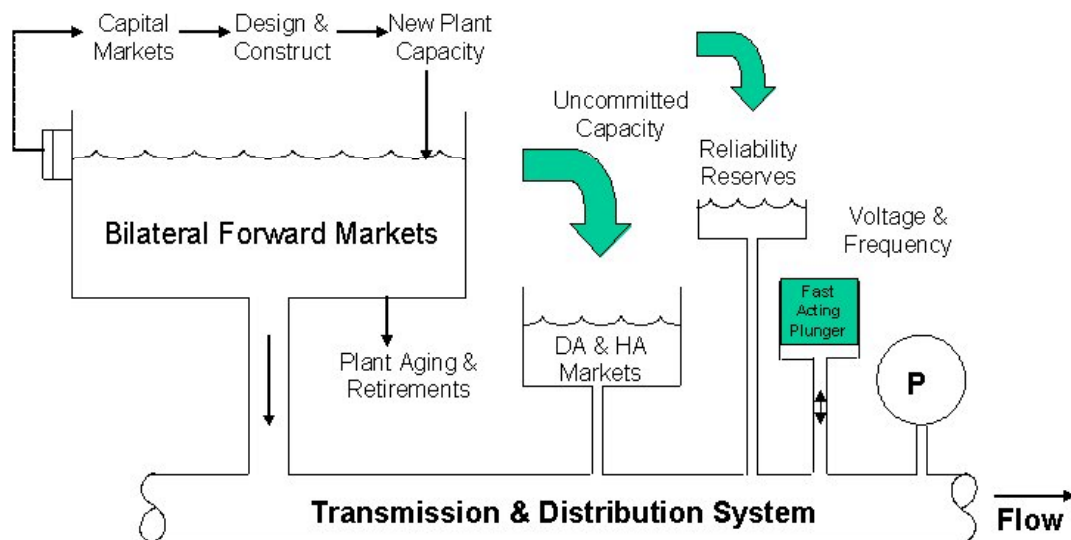 Capital
Markets
Design &
Construct
New Plant
Capacity
Uncommitted
Capacity
Reliability
Reserves
Bilateral Forward Markets
Voltage &
Frequency
Fast
Acting
Plunger
Plant Aging &
Retirements
DA & HA
Markets
P
Transmission & Distribution System
Flow